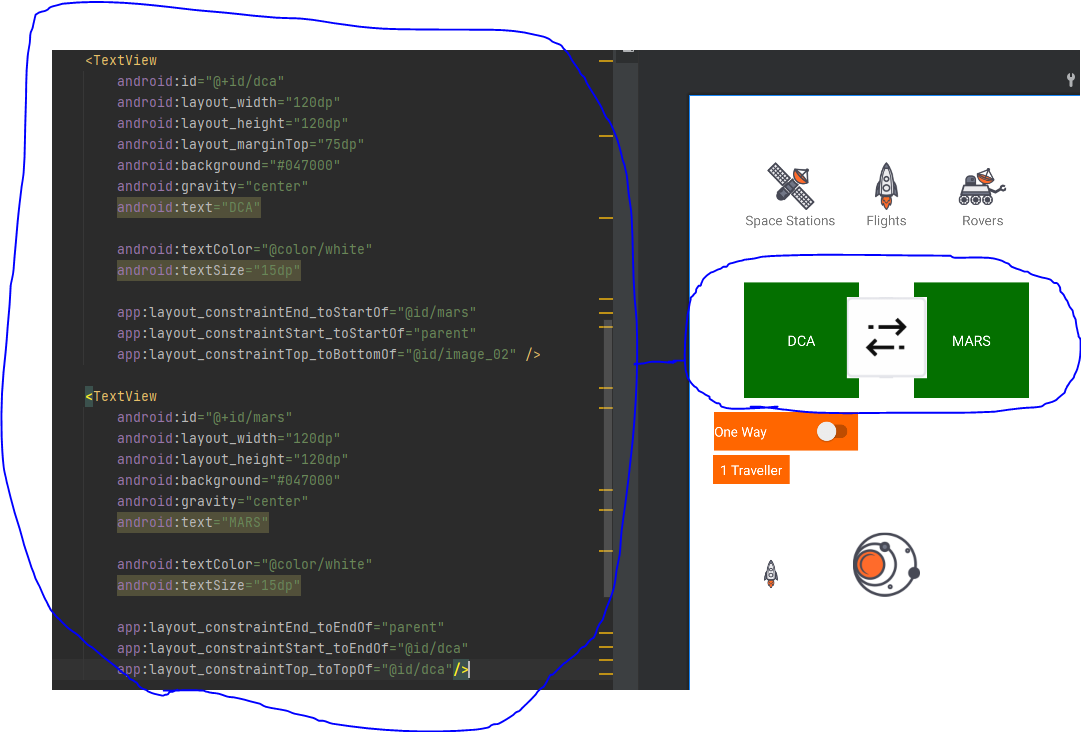 <TextView
android:id="@+id/dca"
android:layout_width="120dp"
android:layout_height="120dp"
android:layout_marginTop="75dp"
android:background="#047000"
android:gravity="center"
android:text="DCA"
android:textColor="@color/white"
android:textSize="15dp"
app:layout_constraintEnd_toStartOf="@id/mars"
app:layout_constraintStart_toStartOf="parent"
app:layout_constraintTop_toBottomOf="@id/image_02" />
<TextView
android:id="@+id/mars"
android:layout_width="120dp"
android:layout_height="120dp"
android:background="#047000"
android:gravity="center"
android:text="MARS"
android:textColor="@color/white"
android:textSize="15dp"
app:layout_constraintEnd_toEndOf="parent"
app:layout_constraintStart_toEndOf="@id/dca"
app:layout_constraintTop_toTopOf="@id/dca"/>
Space Stations Flights Rovers
DCA MARS
One Way
1 Traveller